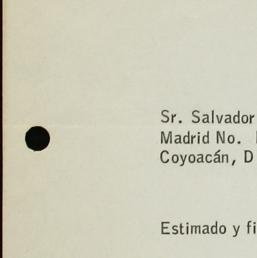 Sr. Salvador
Madrid No.
Coyoacán, D
Estimado y fi